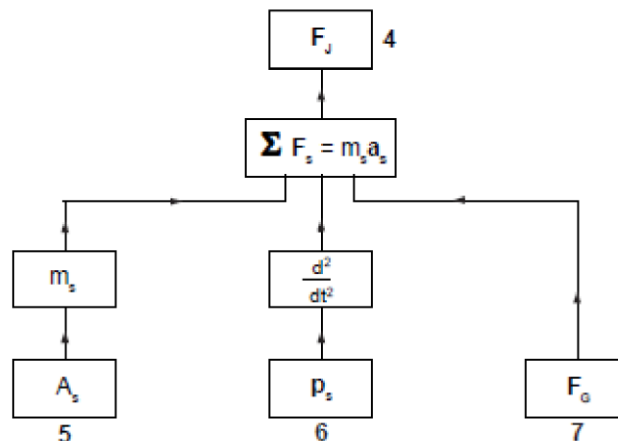 F_J 4
Σ F_s = m_s a_s
m_s d²/dt²
A_s p_s F_G
5 6 7